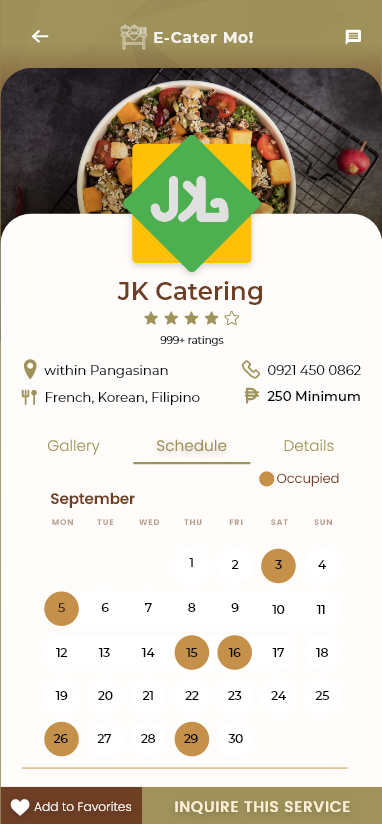 E-Cater Mo!
JK
JK Catering
999+ ratings
within Pangasinan
0921 450 0862
French, Korean, Filipino
₱ 250 Minimum
Gallery Schedule Details
Occupied
September
MON TUE WED THU FRI SAT SUN
1 2 3 4
5 6 7 8 9 10 11
12 13 14 15 16 17 18
19 20 21 22 23 24 25
26 27 28 29 30
Add to Favorites
INQUIRE THIS SERVICE